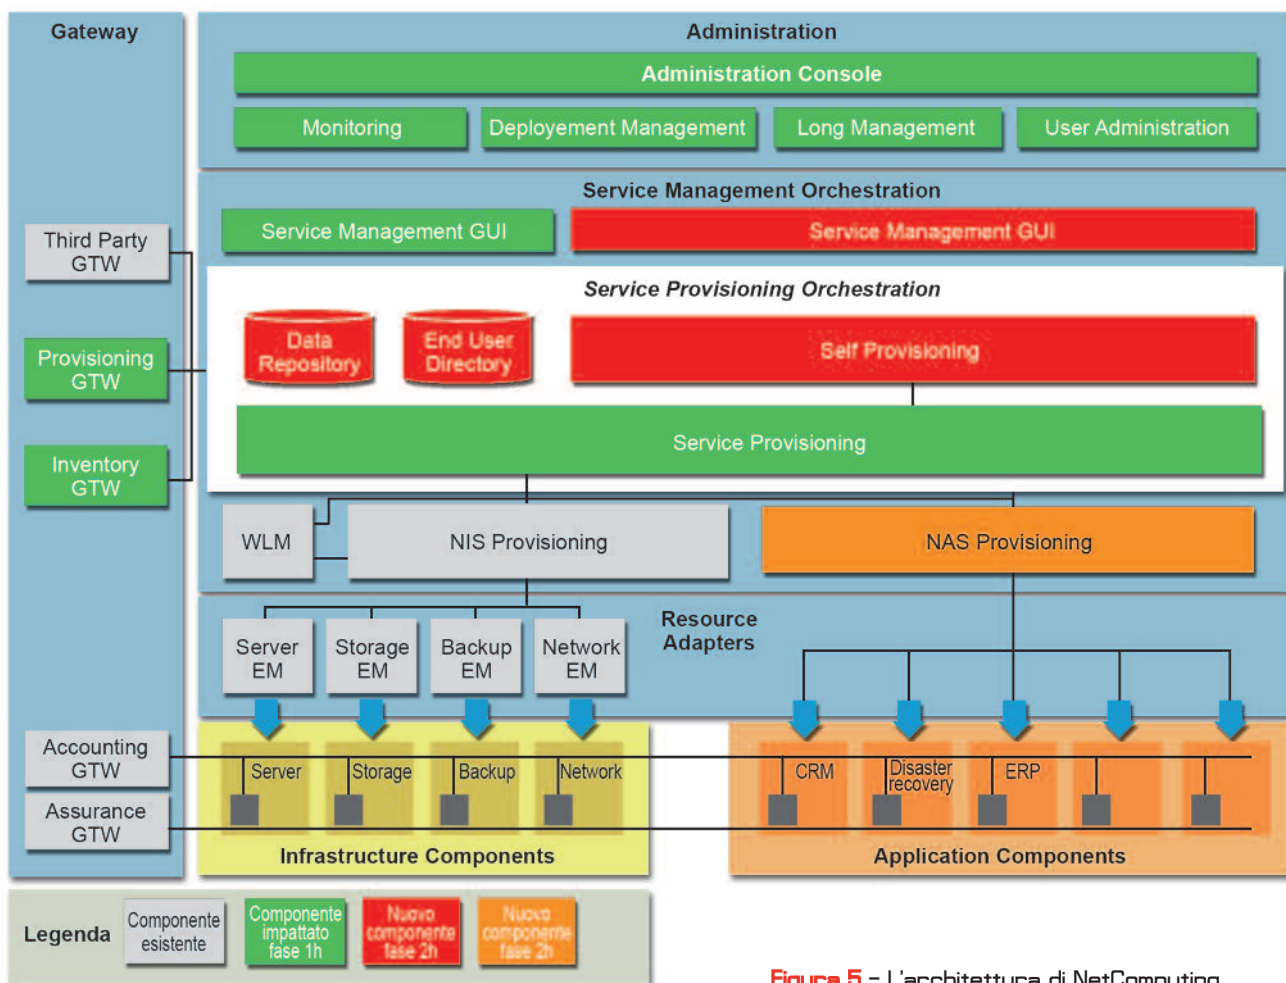 Gateway
Administration
Administration Console
Monitoring
Deployement Management
Long Management
User Administration
Service Management Orchestration
Service Management GUI
Service Management GUI
Third Party
GTW
Service Provisioning Orchestration
Data
Repository
End User
Directory
Self Provisioning
Provisioning
GTW
Service Provisioning
Inventory
GTW
WLM
NIS Provisioning
NAS Provisioning
Resource
Adapters
Server
EM
Storage
EM
Backup
EM
Network
EM
Accounting
GTW
Server
Storage
Backup
Network
CRM
Disaster
recovery
ERP
Assurance
GTW
Infrastructure Components
Application Components
Legenda
Componente
esistente
Componente
impattato
fase 1h
Nuovo
componente
fase 2h
Nuovo
componente
fase 2h
Figura 5 - L'architettura di NetComputing